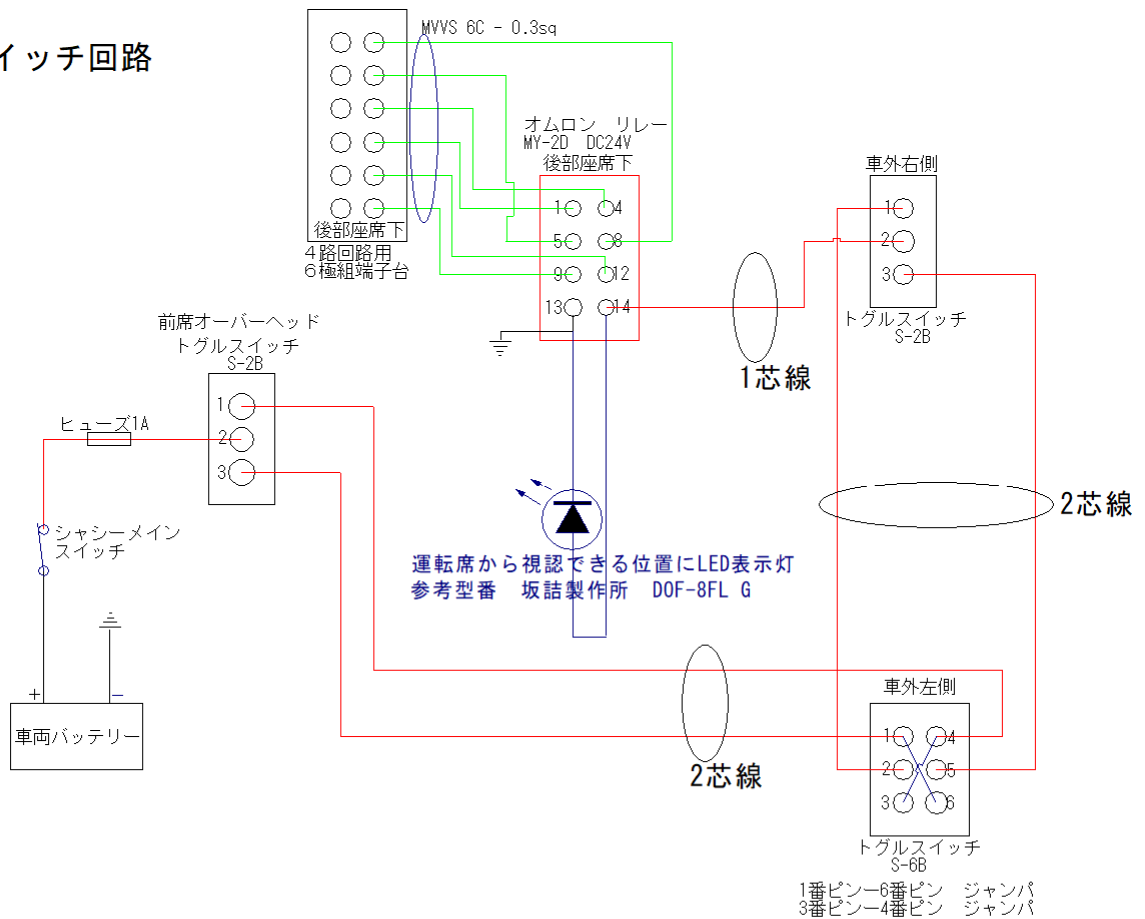 イッチ回路
MVVS 6C - 0.3sq
後部座席下
4路回路用
6極組端子台
オムロン リレー
MY-2D DC24V
後部座席下
1 4
5 8
9 12
13 14
車外右側
1
2
3
トグルスイッチ
S-2B
1芯線
前席オーバーヘッド
トグルスイッチ
S-2B
1
2
3
ヒューズ1A
シャシーメイン
スイッチ
+ −
車両バッテリー
運転席から視認できる位置にLED表示灯
参考型番 坂詰製作所 DOF-8FL G
2芯線
2芯線
車外左側
1 4
2 5
3 6
トグルスイッチ
S-6B
1番ピンー6番ピン ジャンパ
3番ピンー4番ピン ジャンパ